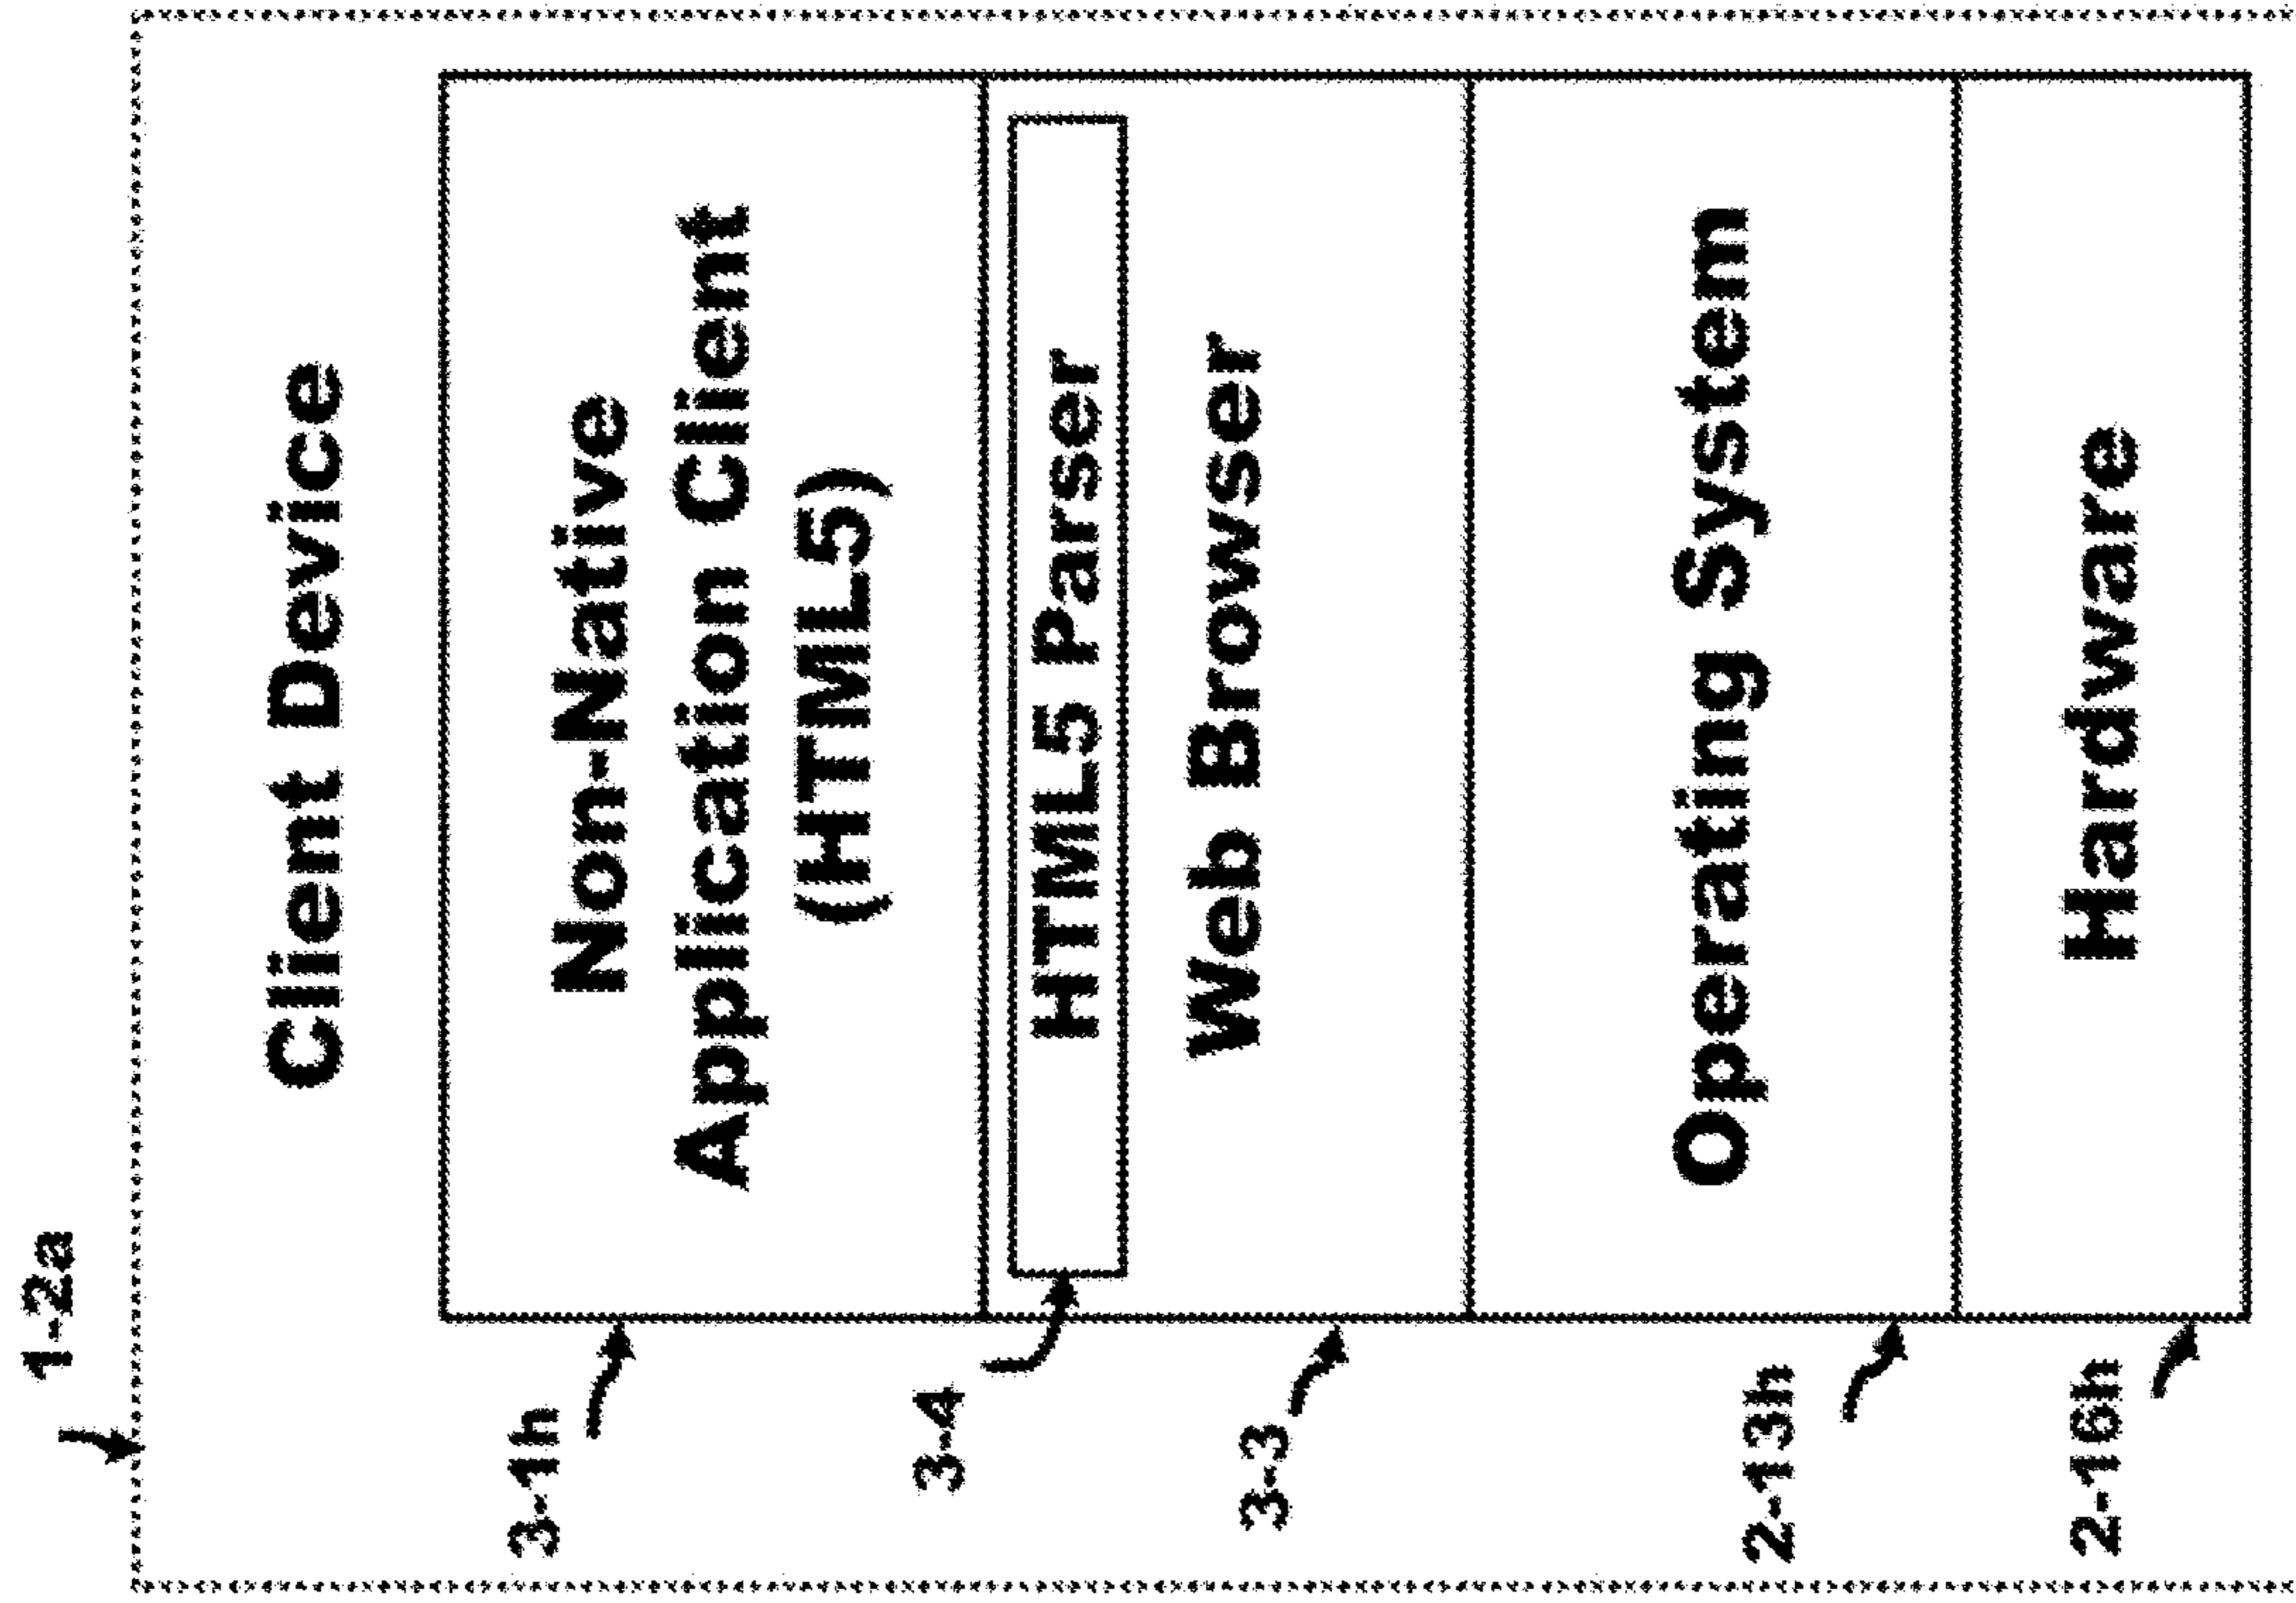 1-2a
Client Device
3-1h
Non-Native
Application Client
(HTML5)
3-4
HTML5 Parser
3-3
Web Browser
2-13h
Operating System
2-16h
Hardware